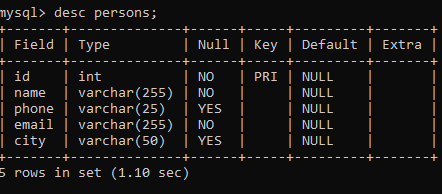 mysql> desc persons;
+-------+--------------+------+-----+---------+-------+
| Field | Type         | Null | Key | Default | Extra |
+-------+--------------+------+-----+---------+-------+
| id    | int          | NO   | PRI | NULL    |       |
| name  | varchar(255) | NO   |     | NULL    |       |
| phone | varchar(25)  | YES  |     | NULL    |       |
| email | varchar(255) | NO   |     | NULL    |       |
| city  | varchar(50)  | YES  |     | NULL    |       |
+-------+--------------+------+-----+---------+-------+
5 rows in set (1.10 sec)